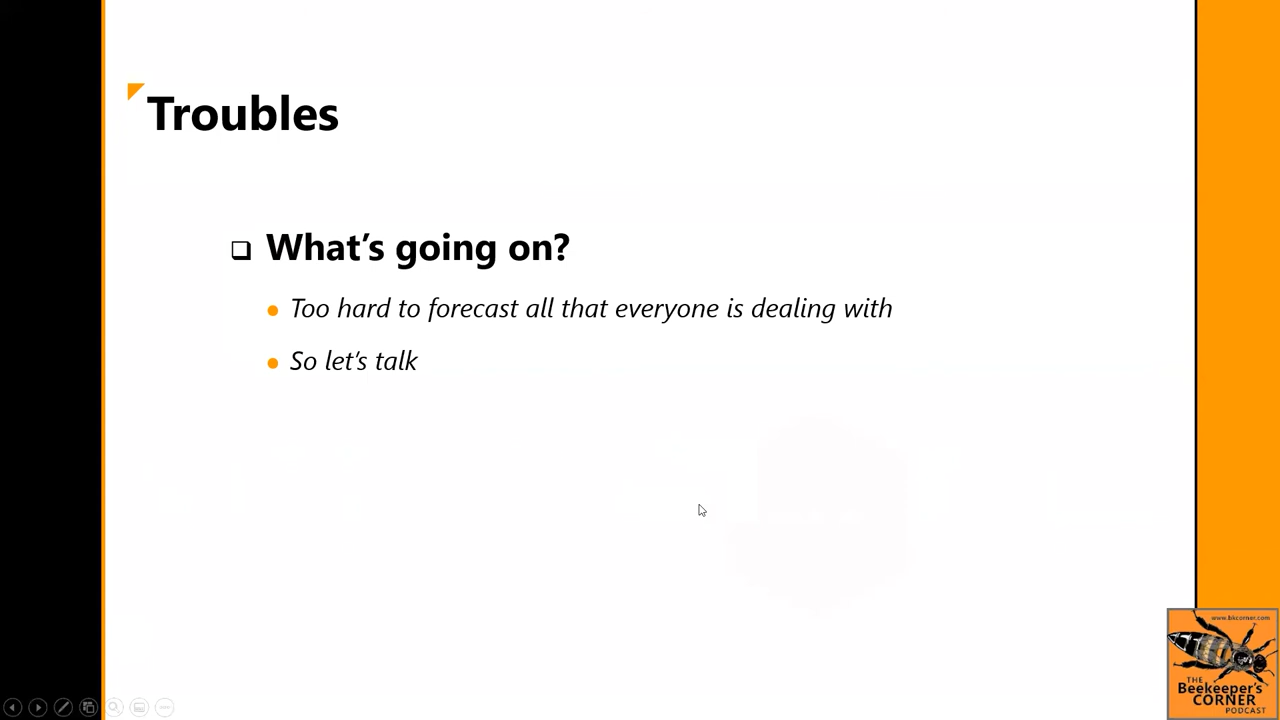 Troubles
What's going on?
Too hard to forecast all that everyone is dealing with
So let's talk
www.bkcorner.com
THE
Beekeeper's
CORNER
PODCAST